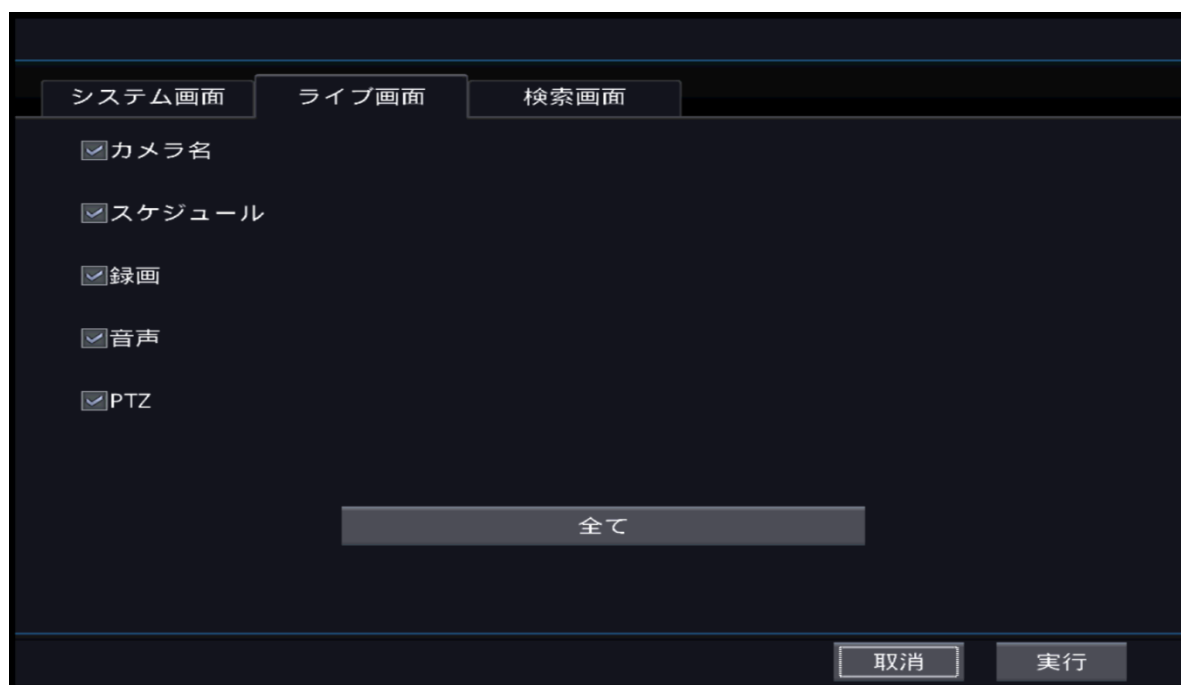 システム画面 ライブ画面 検索画面
カメラ名
スケジュール
録画
音声
PTZ
全て
取消 実行